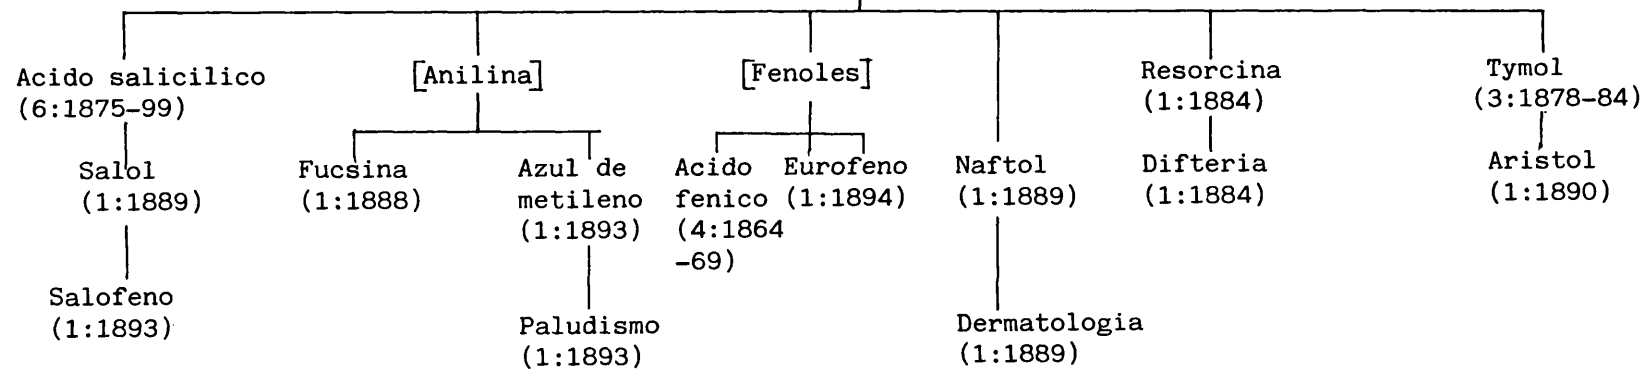 Acido salicilico
(6:1875-99)
[Anilina]
[Fenoles]
Resorcina
(1:1884)
Tymol
(3:1878-84)
Salol
(1:1889)
Fucsina
(1:1888)
Azul de
metileno
(1:1893)
Acido
fenico
(4:1864
-69)
Eurofeno
(1:1894)
Naftol
(1:1889)
Difteria
(1:1884)
Aristol
(1:1890)
Salofeno
(1:1893)
Paludismo
(1:1893)
Dermatologia
(1:1889)